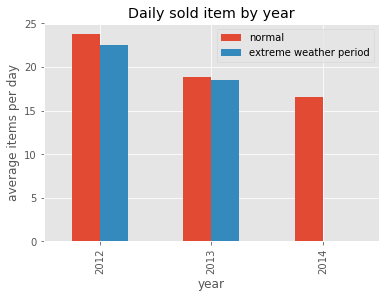 Daily sold item by year
normal
extreme weather period
average items per day
25
20
15
10
5
0
2012
2013
2014
year